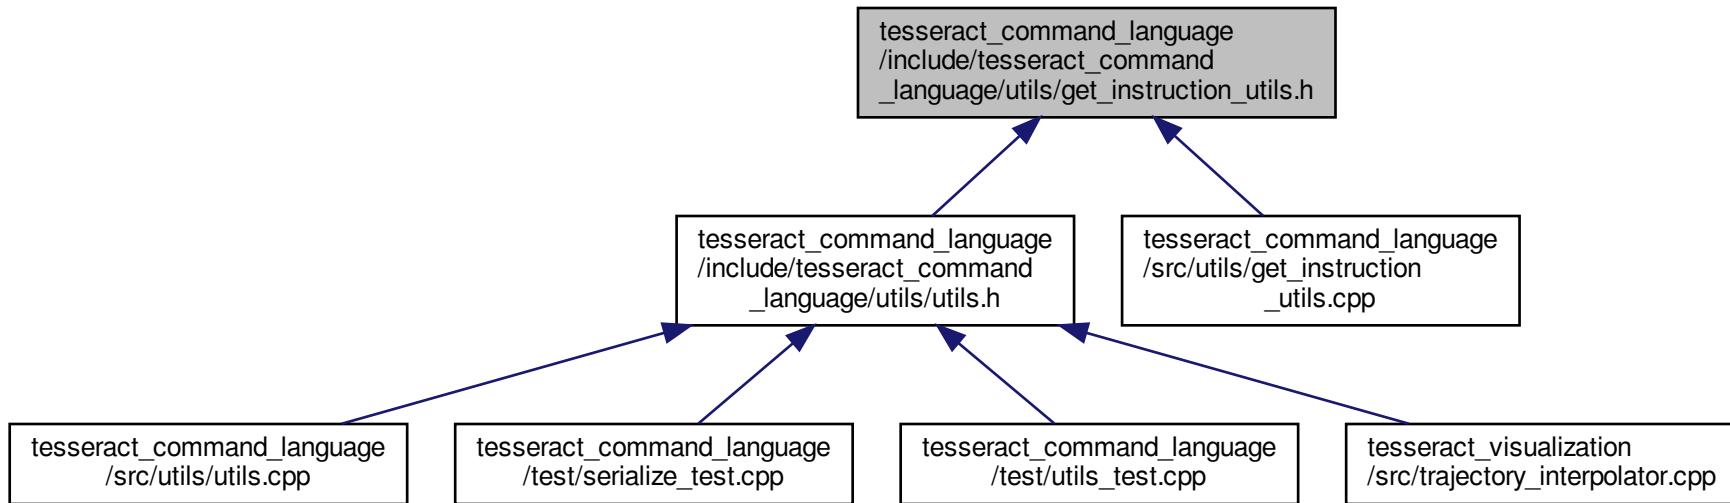 tesseract_command_language
/include/tesseract_command
_language/utils/get_instruction_utils.h
tesseract_command_language
/include/tesseract_command
_language/utils/utils.h
tesseract_command_language
/src/utils/get_instruction
_utils.cpp
tesseract_command_language
/src/utils/utils.cpp
tesseract_command_language
/test/serialize_test.cpp
tesseract_command_language
/test/utils_test.cpp
tesseract_visualization
/src/trajectory_interpolator.cpp